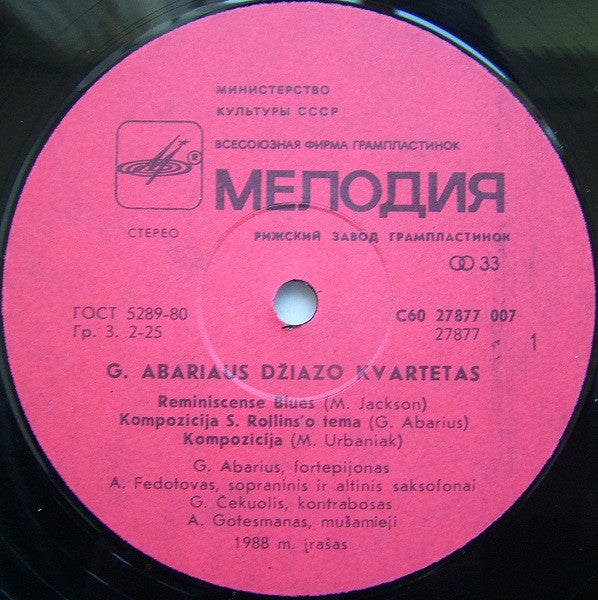 МИНИСТЕРСТВО
КУЛЬТУРЫ СССР
ВСЕСОЮЗНАЯ ФИРМА ГРАМПЛАСТИНОК
®
МЕЛОДИЯ
СТЕРЕО
РИЖСКИЙ ЗАВОД ГРАМПЛАСТИНОК
33
ГОСТ 5289-80
Гр. 3. 2-25
С60 27877 007
27877
1
G. ABARIAUS DŽIAZO KVARTETAS
Reminiscense Blues (M. Jackson)
Kompozicija S. Rollins'o tema (G. Abarius)
Kompozicija (M. Urbaniak)
G. Abarius, fortepijonas
A. Fedotovas, sopraninis ir altinis saksofonai
G. Čekuolis, kontrabosas
A. Gotesmanas, mušamieji
1988 m. įrašas